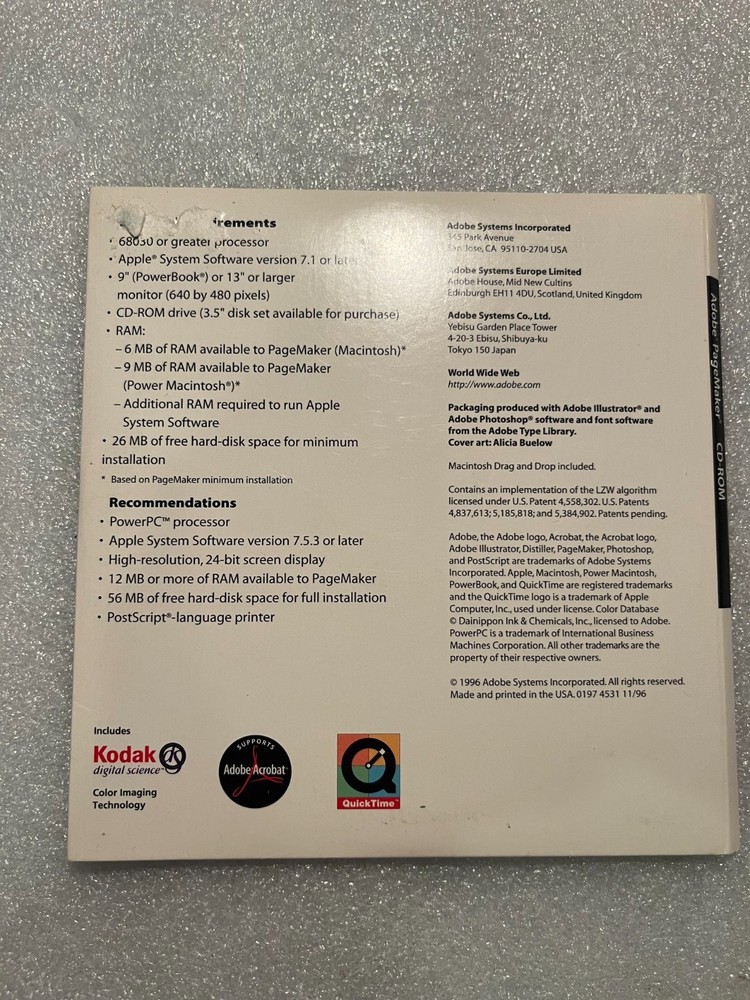 68030 or greater processor
• Apple® System Software version 7.1 or
• 9" (PowerBook®) or 13" or larger
monitor (640 by 480 pixels)
• CD-ROM drive (3.5" disk set available for purchase)
• RAM:
– 6 MB of RAM available to PageMaker (Macintosh)*
– 9 MB of RAM available to PageMaker
(Power Macintosh®)*
– Additional RAM required to run Apple
System Software
• 26 MB of free hard-disk space for minimum
installation
* Based on PageMaker minimum installation
Recommendations
• PowerPC™ processor
• Apple System Software version 7.5.3 or later
• High-resolution, 24-bit screen display
• 12 MB or more of RAM available to PageMaker
• 56 MB of free hard-disk space for full installation
• PostScript®-language printer
Includes
Kodak
digital science™
Color Imaging
Technology
SUPPORTS
Adobe Acrobat™
QuickTime™
Adobe Systems Incorporated
345 Park Avenue
San Jose, CA 95110-2704 USA
Adobe Systems Europe Limited
Adobe House, Mid New Cultins
Edinburgh EH11 4DU, Scotland, United Kingdom
Adobe Systems Co., Ltd.
Yebisu Garden Place Tower
4-20-3 Ebisu, Shibuya-ku
Tokyo 150 Japan
World Wide Web
http://www.adobe.com
Packaging produced with Adobe Illustrator® and
Adobe Photoshop® software and font software
from the Adobe Type Library.
Cover art: Alicia Buelow
Macintosh Drag and Drop included.
Contains an implementation of the LZW algorithm
licensed under U.S. Patent 4,558,302. U.S. Patents
4,837,613; 5,185,818; and 5,384,902. Patents pending.
Adobe, the Adobe logo, Acrobat, the Acrobat logo,
Adobe Illustrator, Distiller, PageMaker, Photoshop,
and PostScript are trademarks of Adobe Systems
Incorporated. Apple, Macintosh, Power Macintosh,
PowerBook, and QuickTime are registered trademarks
and the QuickTime logo is a trademark of Apple
Computer, Inc., used under license. Color Database
© Dainippon Ink & Chemicals, Inc., licensed to Adobe.
PowerPC is a trademark of International Business
Machines Corporation. All other trademarks are the
property of their respective owners.
© 1996 Adobe Systems Incorporated. All rights reserved.
Made and printed in the USA. 0197 4531 11/96
Adobe PageMaker® CD-ROM